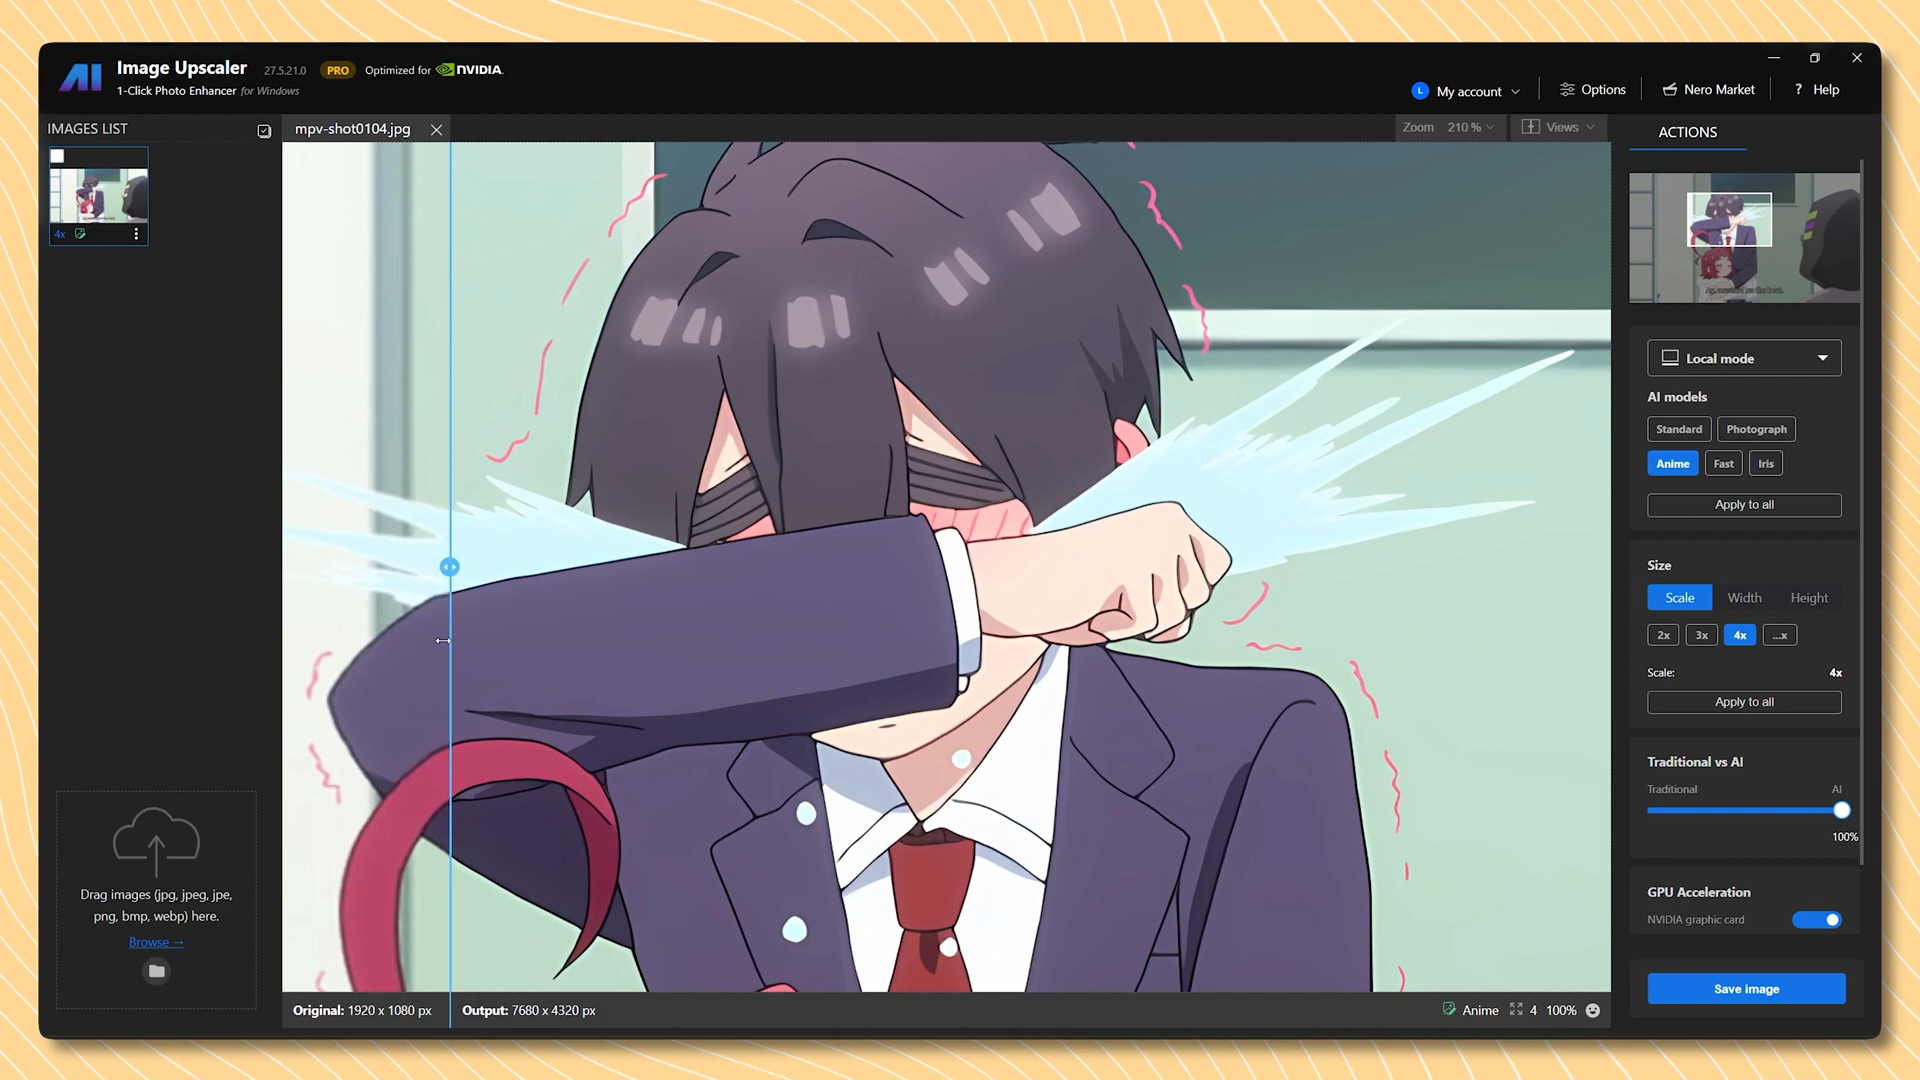 AI Image Upscaler 27.5.21.0 PRO Optimized for NVIDIA.
1-Click Photo Enhancer for Windows
L My account
Options
Nero Market
? Help
IMAGES LIST
mpv-shot0104.jpg
Zoom 210 %
Views
ACTIONS
4x
Local mode
AI models
Standard
Photograph
Anime
Fast
Iris
Apply to all
Size
Scale
Width
Height
2x
3x
4x
...x
Scale: 4x
Apply to all
Traditional vs AI
Traditional AI
100%
GPU Acceleration
NVIDIA graphic card
Save image
Drag images (jpg, jpeg, jpe,
png, bmp, webp) here.
Browse →
Original: 1920 x 1080 px
Output: 7680 x 4320 px
Anime 4 100%